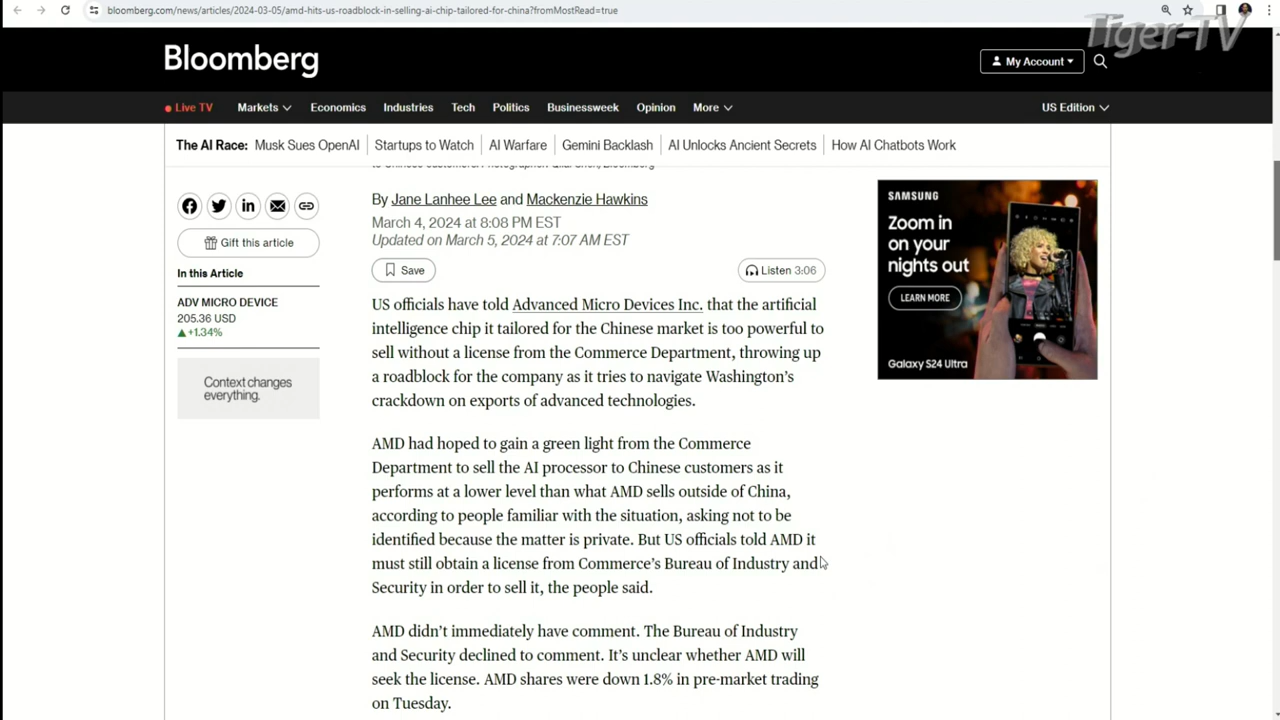 bloomberg.com/news/articles/2024-03-05/amd-hits-us-roadblock-in-selling-ai-chip-tailored-for-china?fromMostRead=true
Tiger-TV
Bloomberg
My Account
Live TV Markets Economics Industries Tech Politics Businessweek Opinion More US Edition
The AI Race: Musk Sues OpenAI Startups to Watch AI Warfare Gemini Backlash AI Unlocks Ancient Secrets How AI Chatbots Work
By Jane Lanhee Lee and Mackenzie Hawkins
March 4, 2024 at 8:08 PM EST
Updated on March 5, 2024 at 7:07 AM EST
Save
Listen 3:06
Gift this article
In this Article
ADV MICRO DEVICE
205.36 USD
▲+1.34%
Context changes
everything.
US officials have told Advanced Micro Devices Inc. that the artificial
intelligence chip it tailored for the Chinese market is too powerful to
sell without a license from the Commerce Department, throwing up
a roadblock for the company as it tries to navigate Washington's
crackdown on exports of advanced technologies.
AMD had hoped to gain a green light from the Commerce
Department to sell the AI processor to Chinese customers as it
performs at a lower level than what AMD sells outside of China,
according to people familiar with the situation, asking not to be
identified because the matter is private. But US officials told AMD it
must still obtain a license from Commerce's Bureau of Industry and
Security in order to sell it, the people said.
AMD didn't immediately have comment. The Bureau of Industry
and Security declined to comment. It's unclear whether AMD will
seek the license. AMD shares were down 1.8% in pre-market trading
on Tuesday.
SAMSUNG
Zoom in
on your
nights out
LEARN MORE
Galaxy S24 Ultra